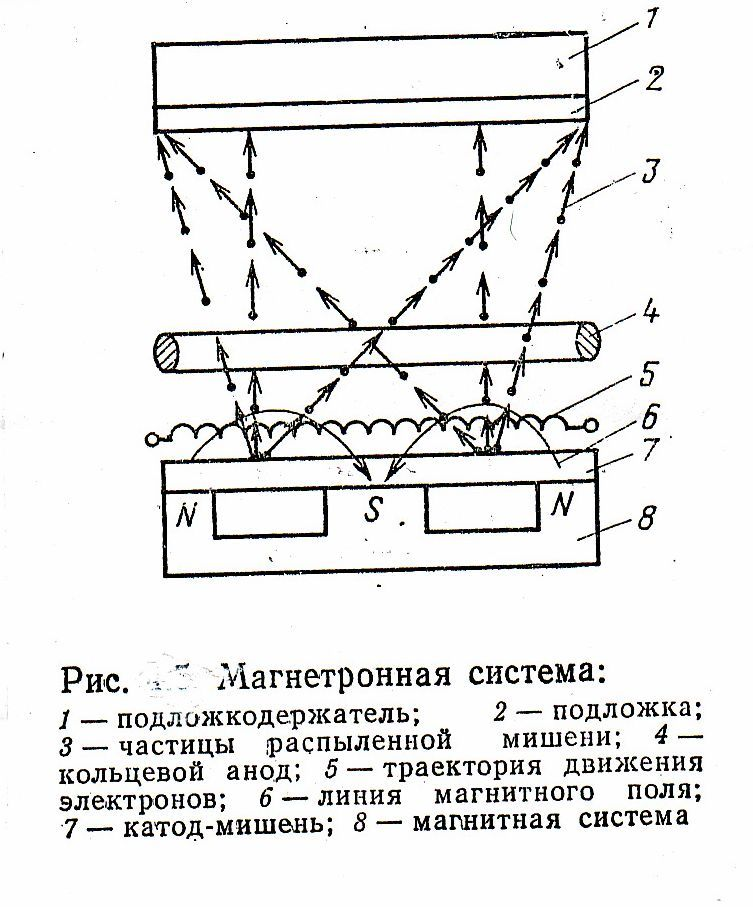 1
2
3
4
5
6
7
N S N
8
Рис. Магнетронная система:
1 — подложкодержатель; 2 — подложка;
3 — частицы распыленной мишени; 4 —
кольцевой анод; 5 — траектория движения
электронов; 6 — линия магнитного поля;
7 — катод-мишень; 8 — магнитная система